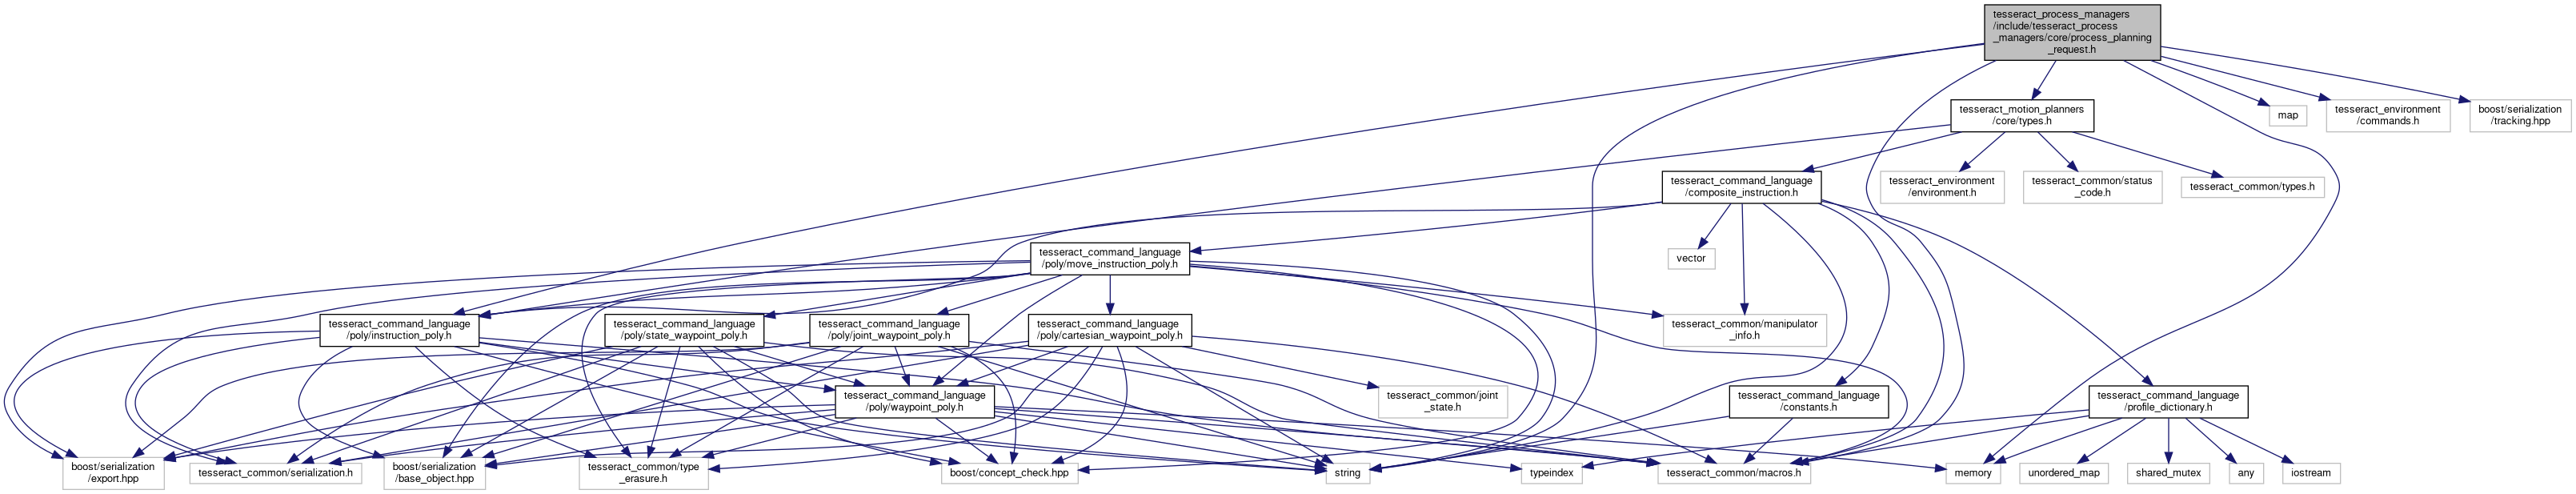 tesseract_process_managers
/include/tesseract_process
_managers/core/process_planning
_request.h
tesseract_motion_planners
/core/types.h
map
tesseract_environment
/commands.h
boost/serialization
/tracking.hpp
tesseract_command_language
/composite_instruction.h
tesseract_environment
/environment.h
tesseract_common/status
_code.h
tesseract_common/types.h
tesseract_command_language
/poly/move_instruction_poly.h
vector
tesseract_command_language
/poly/instruction_poly.h
tesseract_command_language
/poly/state_waypoint_poly.h
tesseract_command_language
/poly/joint_waypoint_poly.h
tesseract_command_language
/poly/cartesian_waypoint_poly.h
tesseract_common/manipulator
_info.h
tesseract_command_language
/poly/waypoint_poly.h
tesseract_common/joint
_state.h
tesseract_command_language
/constants.h
tesseract_command_language
/profile_dictionary.h
boost/serialization
/export.hpp
tesseract_common/serialization.h
boost/serialization
/base_object.hpp
tesseract_common/type
_erasure.h
boost/concept_check.hpp
string
typeindex
tesseract_common/macros.h
memory
unordered_map
shared_mutex
any
iostream